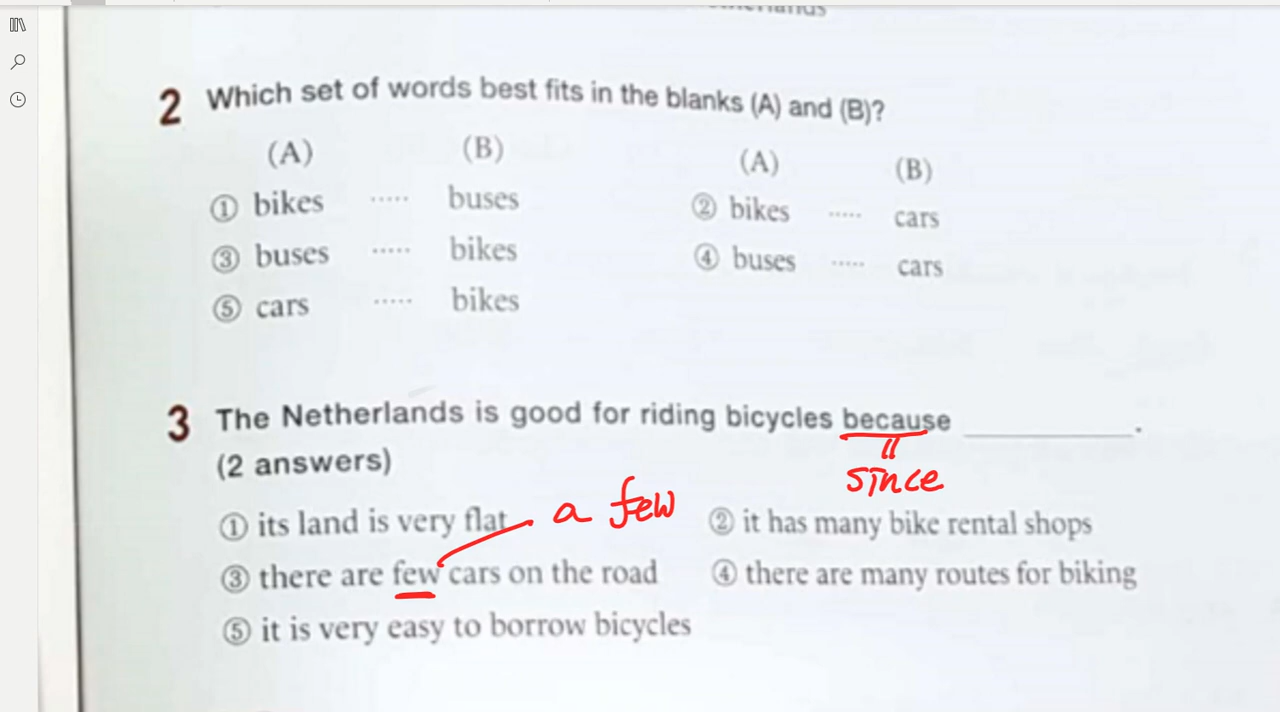 2 Which set of words best fits in the blanks (A) and (B)?
(A) (B) (A) (B)
① bikes ····· buses ② bikes ····· cars
③ buses ····· bikes ④ buses ····· cars
⑤ cars ····· bikes
3 The Netherlands is good for riding bicycles because __________.
(2 answers)
since
a few
① its land is very flat ② it has many bike rental shops
③ there are few cars on the road ④ there are many routes for biking
⑤ it is very easy to borrow bicycles